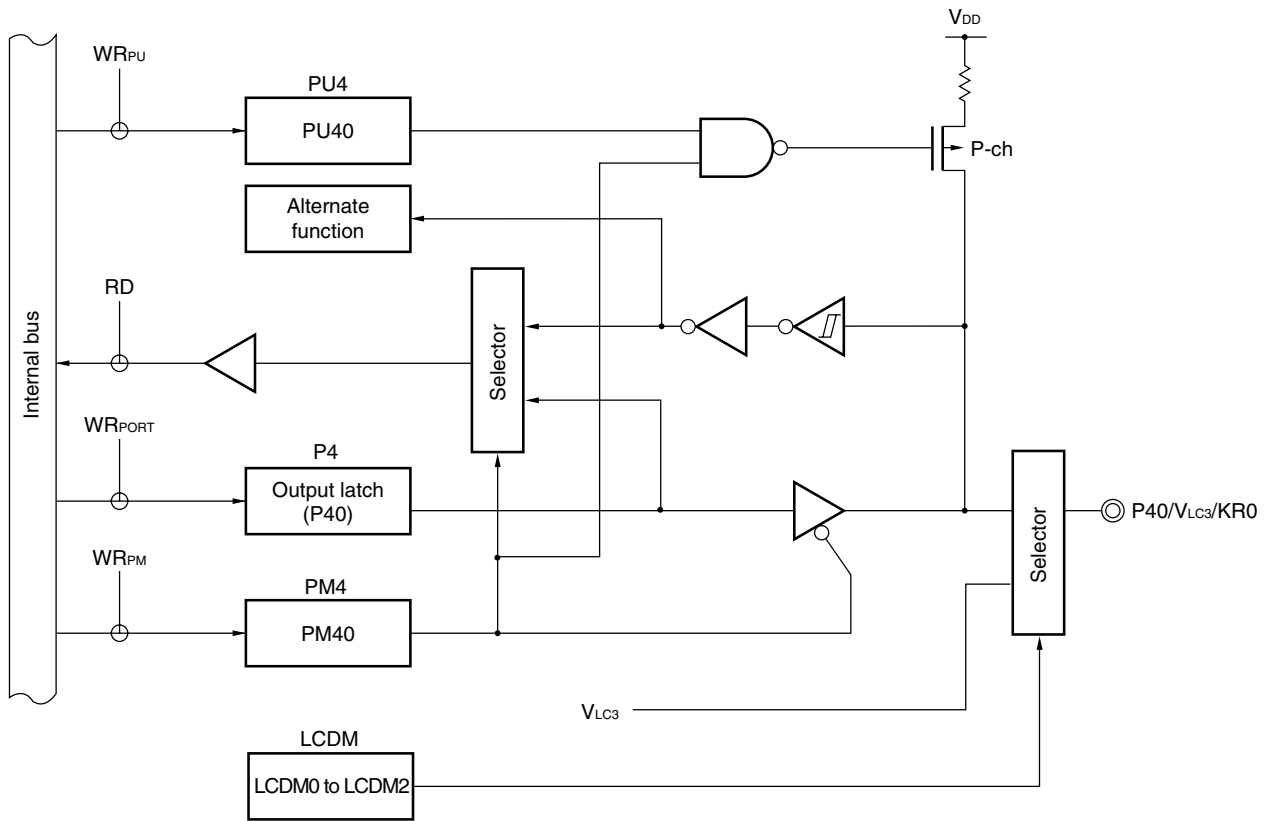 VDD
WRPU
PU4
PU40
P-ch
Alternate
function
RD
Selector
Internal bus
WRPORT
P4
Output latch
(P40)
Selector
P40/VLC3/KR0
WRPM
PM4
PM40
VLC3
LCDM
LCDM0 to LCDM2